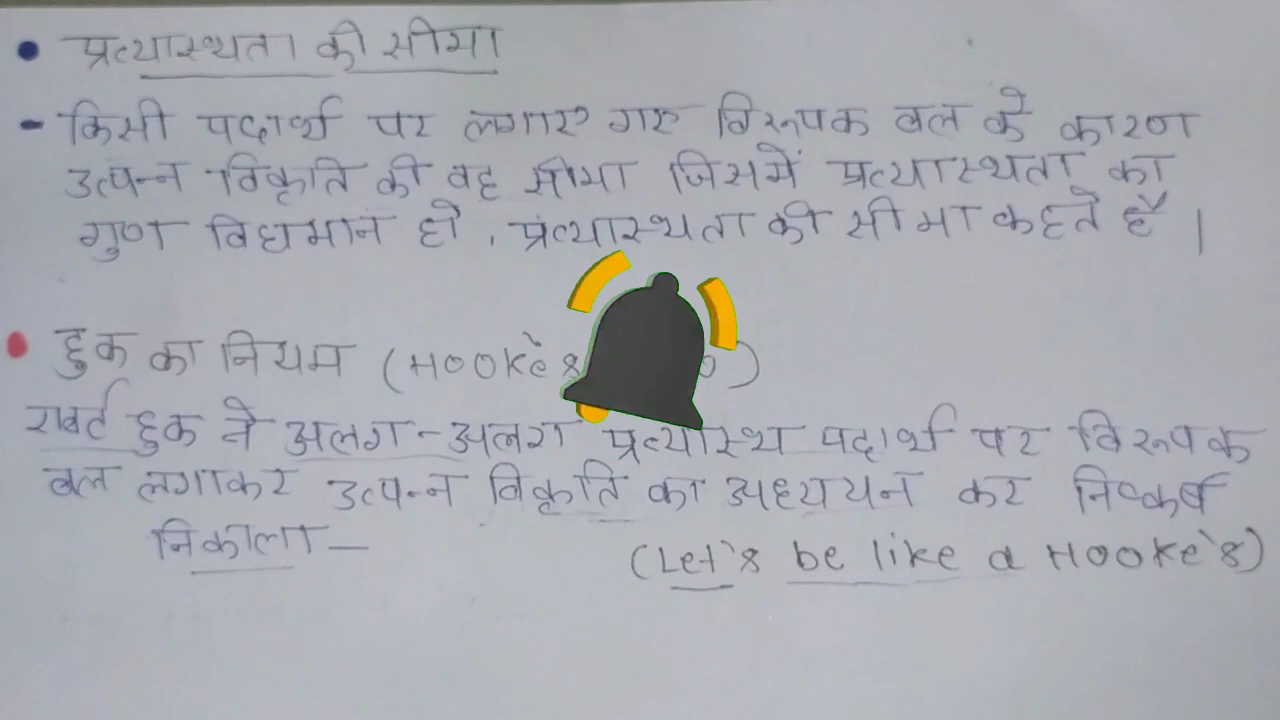 • प्रत्यास्थता की सीमा
- किसी पदार्थ पर लगाए गए विरूपक बल के कारण
उत्पन्न विकृति की वह सीमा जिसमें प्रत्यास्थता का
गुण विद्यमान हो, प्रत्यास्थता की सीमा कहते है।
• हुक का नियम (Hooke's )
राबर्ट हुक ने अलग-अलग प्रत्यास्थ पदार्थ पर विरूपक
बल लगाकर उत्पन्न विकृति का अध्ययन कर निष्कर्ष
निकाला— (Let's be like a Hooke's)